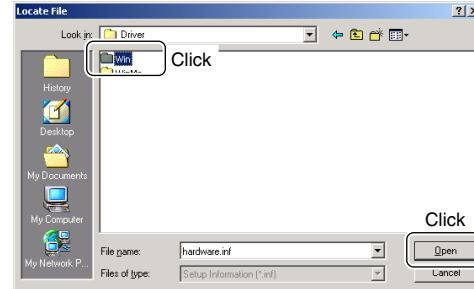 Locate File
Look in: Driver
Win
Click
History
Desktop
My Documents
My Computer
My Network P...
File name: hardware.inf
Files of type: Setup Information (*.inf)
Click
Open
Cancel